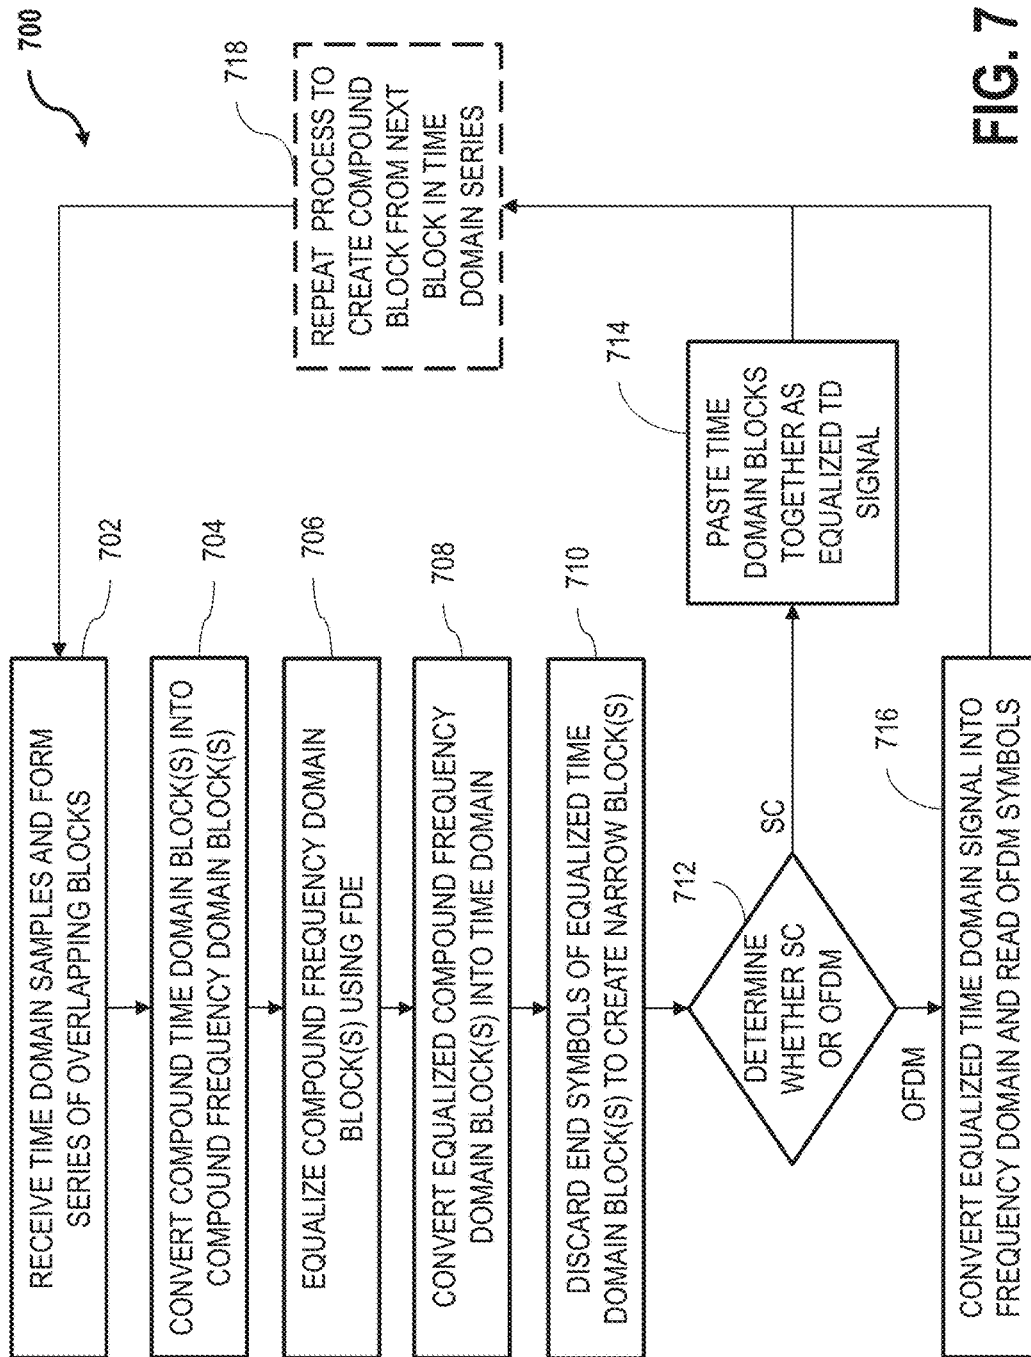 700
RECEIVE TIME DOMAIN SAMPLES AND FORM
SERIES OF OVERLAPPING BLOCKS
702
CONVERT COMPOUND TIME DOMAIN BLOCK(S) INTO
COMPOUND FREQUENCY DOMAIN BLOCK(S)
704
EQUALIZE COMPOUND FREQUENCY DOMAIN
BLOCK(S) USING FDE
706
CONVERT EQUALIZED COMPOUND FREQUENCY
DOMAIN BLOCK(S) INTO TIME DOMAIN
708
DISCARD END SYMBOLS OF EQUALIZED TIME
DOMAIN BLOCK(S) TO CREATE NARROW BLOCK(S)
710
DETERMINE
WHETHER SC
OR OFDM
712
SC
OFDM
PASTE TIME
DOMAIN BLOCKS
TOGETHER AS
EQUALIZED TD
SIGNAL
714
CONVERT EQUALIZED TIME DOMAIN SIGNAL INTO
FREQUENCY DOMAIN AND READ OFDM SYMBOLS
716
REPEAT PROCESS TO
CREATE COMPOUND
BLOCK FROM NEXT
BLOCK IN TIME
DOMAIN SERIES
718
FIG. 7